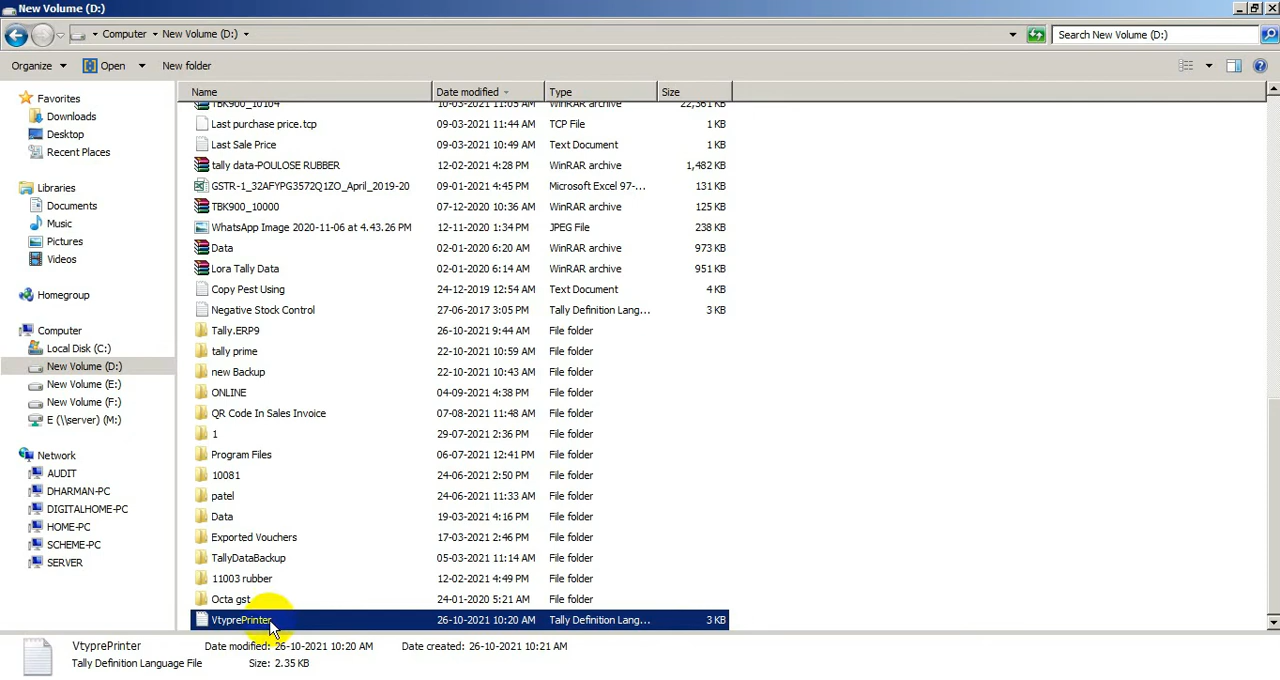 New Volume (D:)
Computer New Volume (D:) Search New Volume (D:)
Organize Open New folder
Favorites
Downloads
Desktop
Recent Places
Libraries
Documents
Music
Pictures
Videos
Homegroup
Computer
Local Disk (C:)
New Volume (D:)
New Volume (E:)
New Volume (F:)
E (\\server) (M:)
Network
AUDIT
DHARMAN-PC
DIGITALHOME-PC
HOME-PC
SCHEME-PC
SERVER
Name Date modified Type Size
TBK900_10104 10-03-2021 11:05 AM WinRAR archive 22,361 KB
Last purchase price.tcp 09-03-2021 11:44 AM TCP File 1 KB
Last Sale Price 09-03-2021 10:49 AM Text Document 1 KB
tally data-POULOSE RUBBER 12-02-2021 4:28 PM WinRAR archive 1,482 KB
GSTR-1_32AFYPG3572Q1ZO_April_2019-20 09-01-2021 4:45 PM Microsoft Excel 97-... 131 KB
TBK900_10000 07-12-2020 10:36 AM WinRAR archive 125 KB
WhatsApp Image 2020-11-06 at 4.43.26 PM 12-11-2020 1:34 PM JPEG File 238 KB
Data 02-01-2020 6:20 AM WinRAR archive 973 KB
Lora Tally Data 02-01-2020 6:14 AM WinRAR archive 951 KB
Copy Pest Using 24-12-2019 12:54 AM Text Document 4 KB
Negative Stock Control 27-06-2017 3:05 PM Tally Definition Lang... 3 KB
Tally.ERP9 26-10-2021 9:44 AM File folder
tally prime 22-10-2021 10:59 AM File folder
new Backup 22-10-2021 10:43 AM File folder
ONLINE 04-09-2021 4:38 PM File folder
QR Code In Sales Invoice 07-08-2021 11:48 AM File folder
1 29-07-2021 2:36 PM File folder
Program Files 06-07-2021 12:41 PM File folder
10081 24-06-2021 2:50 PM File folder
patel 24-06-2021 11:33 AM File folder
Data 19-03-2021 4:16 PM File folder
Exported Vouchers 17-03-2021 2:46 PM File folder
TallyDataBackup 05-03-2021 11:14 AM File folder
11003 rubber 12-02-2021 4:49 PM File folder
Octa gst 24-01-2020 5:21 AM File folder
VtyprePrinter 26-10-2021 10:20 AM Tally Definition Lang... 3 KB
VtyprePrinter Date modified: 26-10-2021 10:20 AM Date created: 26-10-2021 10:21 AM
Tally Definition Language File Size: 2.35 KB